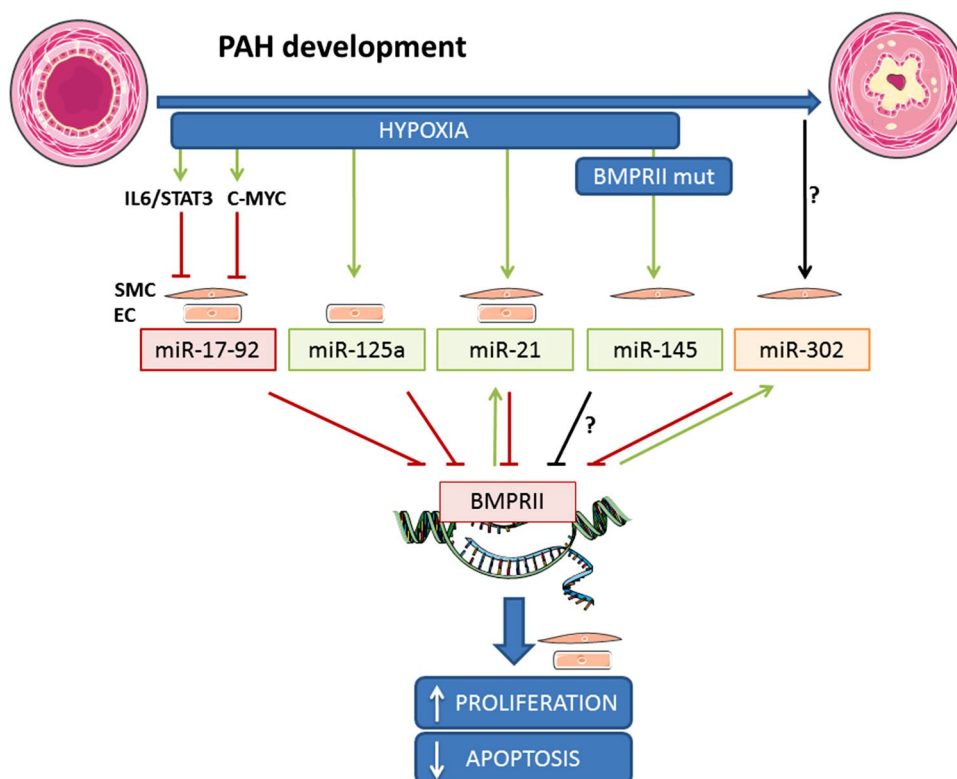 PAH development
HYPOXIA
BMPRII mut
IL6/STAT3 C-MYC
?
SMC
EC
miR-17-92 miR-125a miR-21 miR-145 miR-302
?
BMPRII
PROLIFERATION
APOPTOSIS